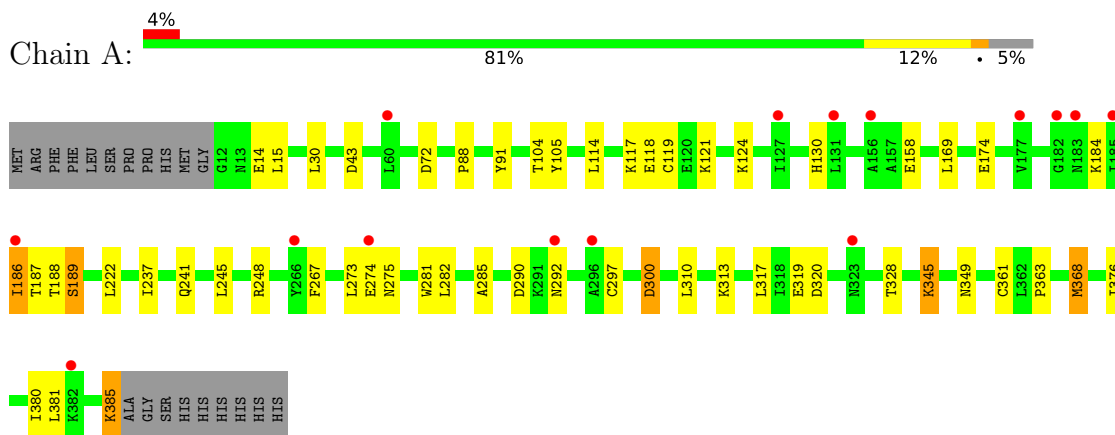 4%
Chain A:
81% 12% • 5%
MET ARG PHE PHE LEU SER PRO PRO HIS MET GLY G12 N13 E14 L15 L30 D43 L60 D72 P88 Y91 T104 Y105 L114 K117 E118 C119 E120 K121 K124 I127 H130 L131 A156 A157 E158 L169 E174 V177 G182 N183 K184 I185
I186 T187 T188 S189 L222 I237 Q241 L245 R248 Y266 F267 L273 E274 N275 W281 L282 A285 D290 K291 N292 A296 C297 D300 L310 K313 L317 I318 E319 D320 N323 T328 K345 N349 C361 L362 P363 M368 I376
I380 L381 K382 K385 ALA GLY SER HIS HIS HIS HIS HIS HIS